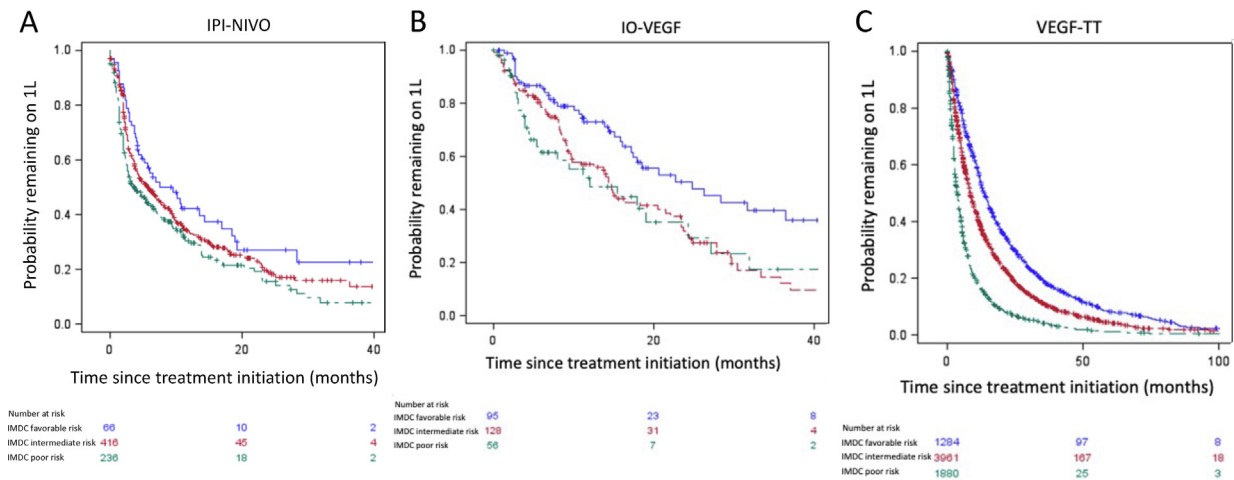 A
IPI-NIVO
Probability remaining on 1L
1.0
0.8
0.6
0.4
0.2
0.0
0 20 40
Time since treatment initiation (months)
Number at risk
IMDC favorable risk 66 10 2
IMDC intermediate risk 416 45 4
IMDC poor risk 236 18 2
B
IO-VEGF
Probability remaining on 1L
1.0
0.8
0.6
0.4
0.2
0.0
0 20 40
Time since treatment initiation (months)
Number at risk
IMDC favorable risk 95 23 8
IMDC intermediate risk 128 31 4
IMDC poor risk 56 7 2
C
VEGF-TT
Probability remaining on 1L
1.0
0.8
0.6
0.4
0.2
0.0
0 50 100
Time since treatment initiation (months)
Number at risk
IMDC favorable risk 1284 97 8
IMDC intermediate risk 3961 167 18
IMDC poor risk 1880 25 3